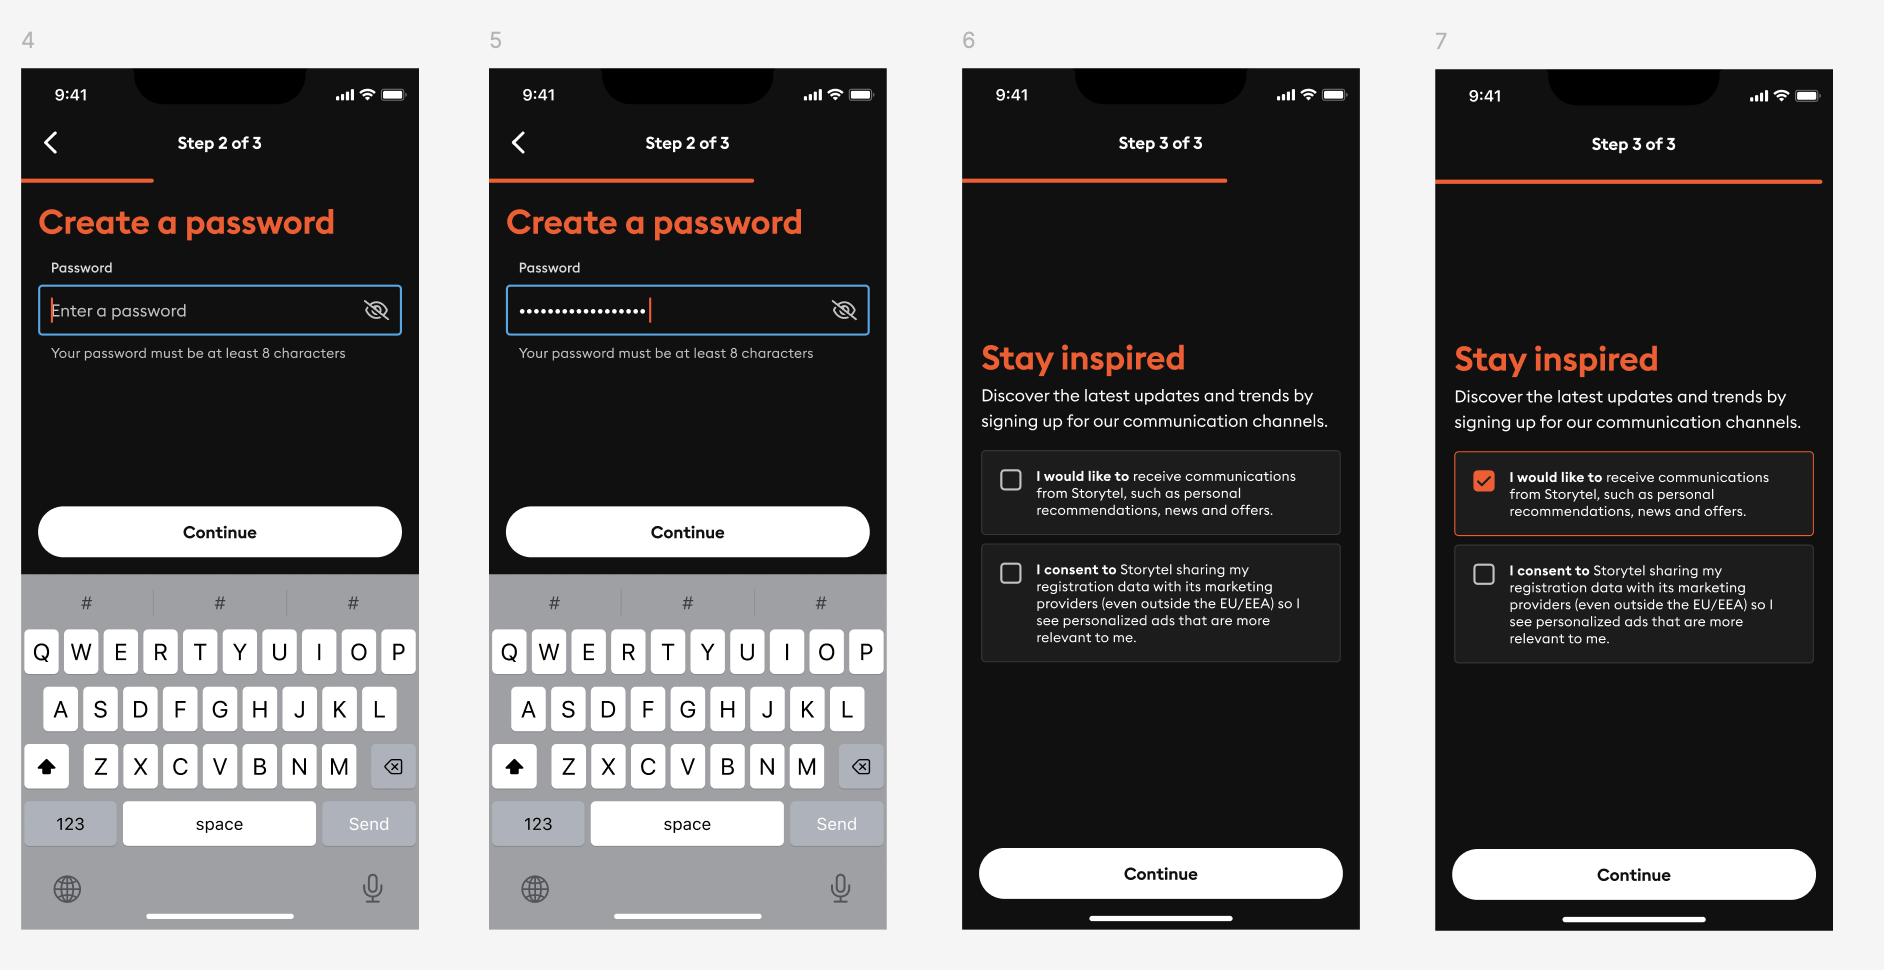 4
9:41
Step 2 of 3
Create a password
Password
Enter a password
Your password must be at least 8 characters
Continue
# # #
Q W E R T Y U I O P
A S D F G H J K L
Z X C V B N M
123 space Send
5
9:41
Step 2 of 3
Create a password
Password
••••••••••••••••••
Your password must be at least 8 characters
Continue
# # #
Q W E R T Y U I O P
A S D F G H J K L
Z X C V B N M
123 space Send
6
9:41
Step 3 of 3
Stay inspired
Discover the latest updates and trends by
signing up for our communication channels.
I would like to receive communications
from Storytel, such as personal
recommendations, news and offers.
I consent to Storytel sharing my
registration data with its marketing
providers (even outside the EU/EEA) so I
see personalized ads that are more
relevant to me.
Continue
7
9:41
Step 3 of 3
Stay inspired
Discover the latest updates and trends by
signing up for our communication channels.
I would like to receive communications
from Storytel, such as personal
recommendations, news and offers.
I consent to Storytel sharing my
registration data with its marketing
providers (even outside the EU/EEA) so I
see personalized ads that are more
relevant to me.
Continue